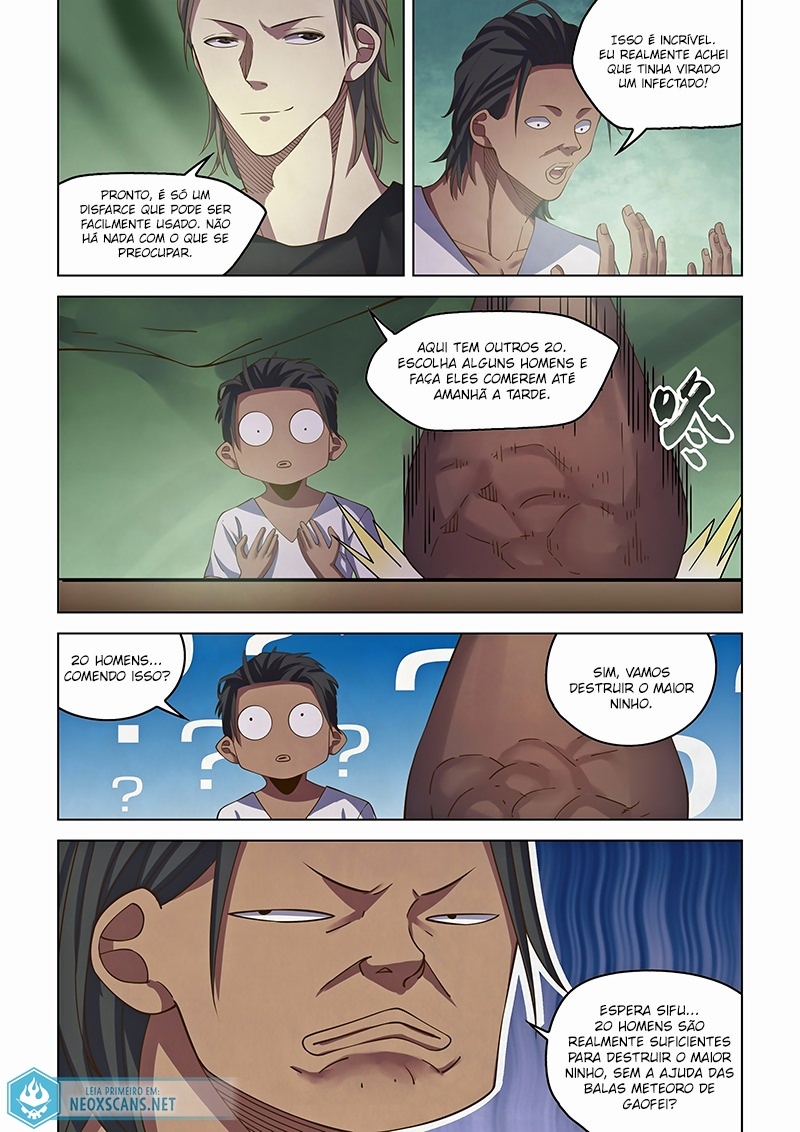 PRONTO, É SÓ UM
DISFARCE QUE PODE SER
FACILMENTE USADO. NÃO
HÁ NADA COM O QUE SE
PREOCUPAR.
ISSO É INCRÍVEL.
EU REALMENTE ACHEI
QUE TINHA VIRADO
UM INFECTADO!
AQUI TEM OUTROS 20.
ESCOLHA ALGUNS HOMENS E
FAÇA ELES COMEREM ATÉ
AMANHÃ A TARDE.
咚
20 HOMENS...
COMENDO ISSO?
SIM, VAMOS
DESTRUIR O MAIOR
NINHO.
? ? ? ? ?
ESPERA SIFU...
20 HOMENS SÃO
REALMENTE SUFICIENTES
PARA DESTRUIR O MAIOR
NINHO, SEM A AJUDA DAS
BALAS METEORO DE
GAOFEI?
LEIA PRIMEIRO EM:
NEOXSCANS.NET